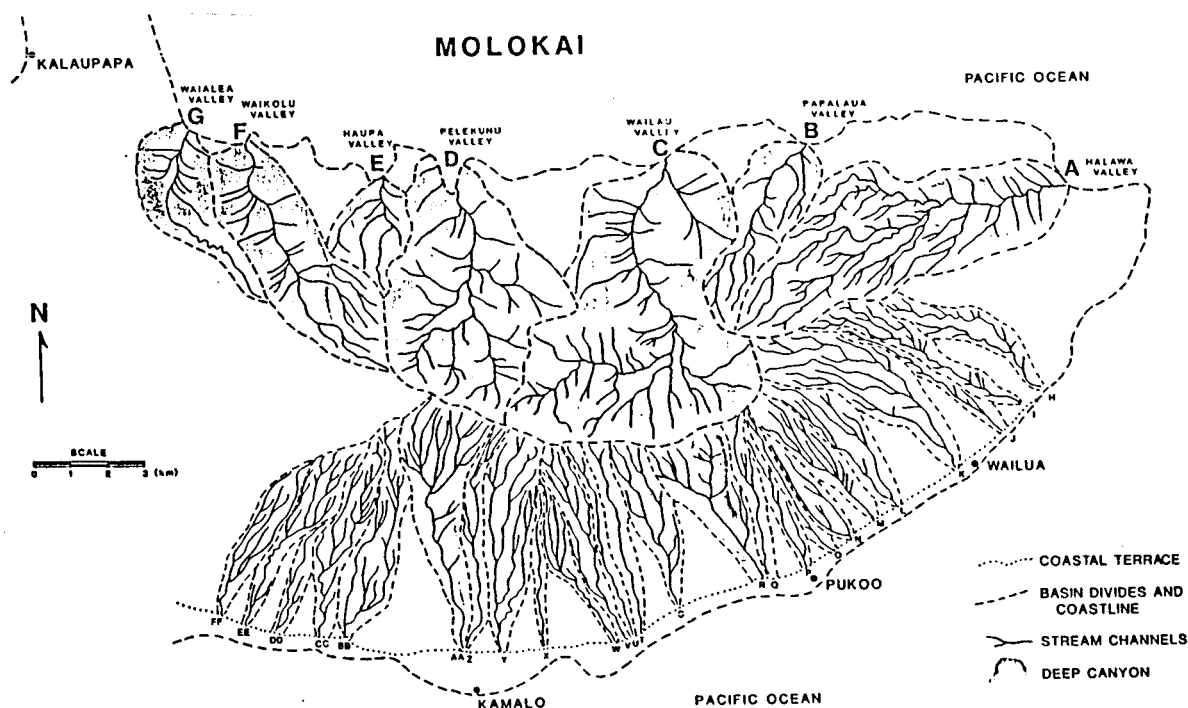 MOLOKAI
KALAUPAPA
PACIFIC OCEAN
WAIALEA
VALLEY
G
WAIKOLU
VALLEY
F
HAUPA
VALLEY
E
PELEKUNU
VALLEY
D
WAILAU
VALLEY
C
B
PAPALAUA
VALLEY
A
HALAWA
VALLEY
N
SCALE
0 1 2 3 (km)
H
I
J
K
WAILUA
M
N
O
PUKOO
R Q
W V U
X
Y
AA Z
BB
CC
DD
EE
FF
KAMALO
PACIFIC OCEAN
COASTAL TERRACE
BASIN DIVIDES AND
COASTLINE
STREAM CHANNELS
DEEP CANYON